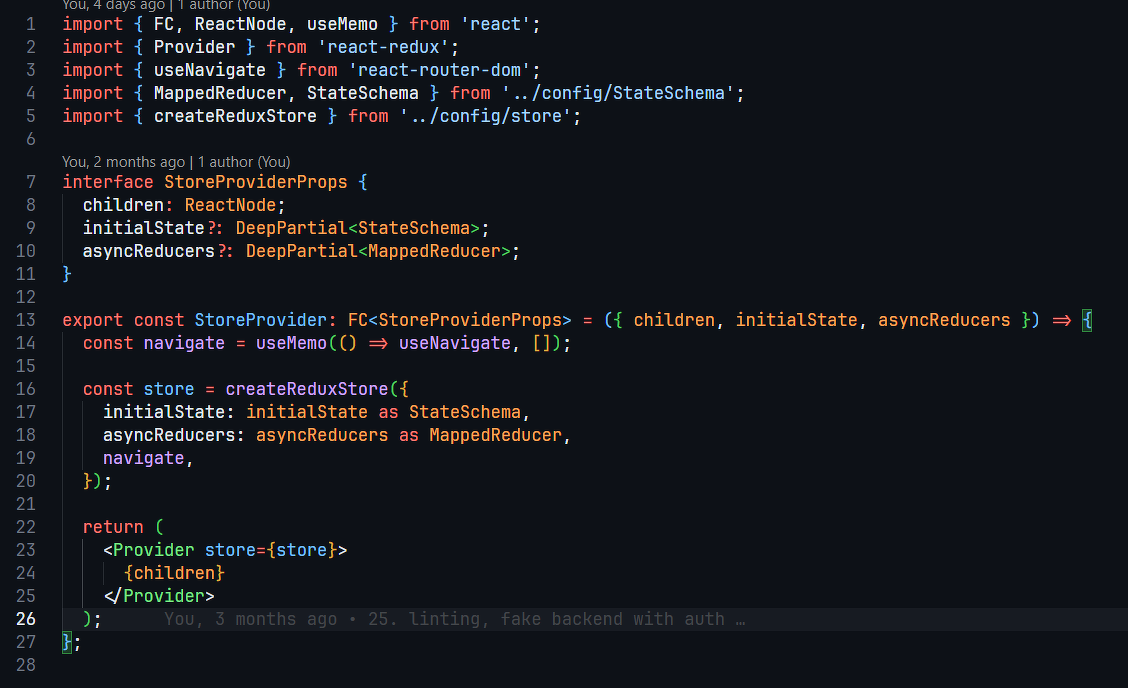 You, 4 days ago | 1 author (You)
1 import { FC, ReactNode, useMemo } from 'react';
2 import { Provider } from 'react-redux';
3 import { useNavigate } from 'react-router-dom';
4 import { MappedReducer, StateSchema } from '../config/StateSchema';
5 import { createReduxStore } from '../config/store';
6
You, 2 months ago | 1 author (You)
7 interface StoreProviderProps {
8   children: ReactNode;
9   initialState?: DeepPartial<StateSchema>;
10   asyncReducers?: DeepPartial<MappedReducer>;
11 }
12
13 export const StoreProvider: FC<StoreProviderProps> = ({ children, initialState, asyncReducers }) => {
14   const navigate = useMemo(() => useNavigate, []);
15
16   const store = createReduxStore({
17     initialState: initialState as StateSchema,
18     asyncReducers: asyncReducers as MappedReducer,
19     navigate,
20   });
21
22   return (
23     <Provider store={store}>
24       {children}
25     </Provider>
26   ); You, 3 months ago • 25. linting, fake backend with auth …
27 };
28